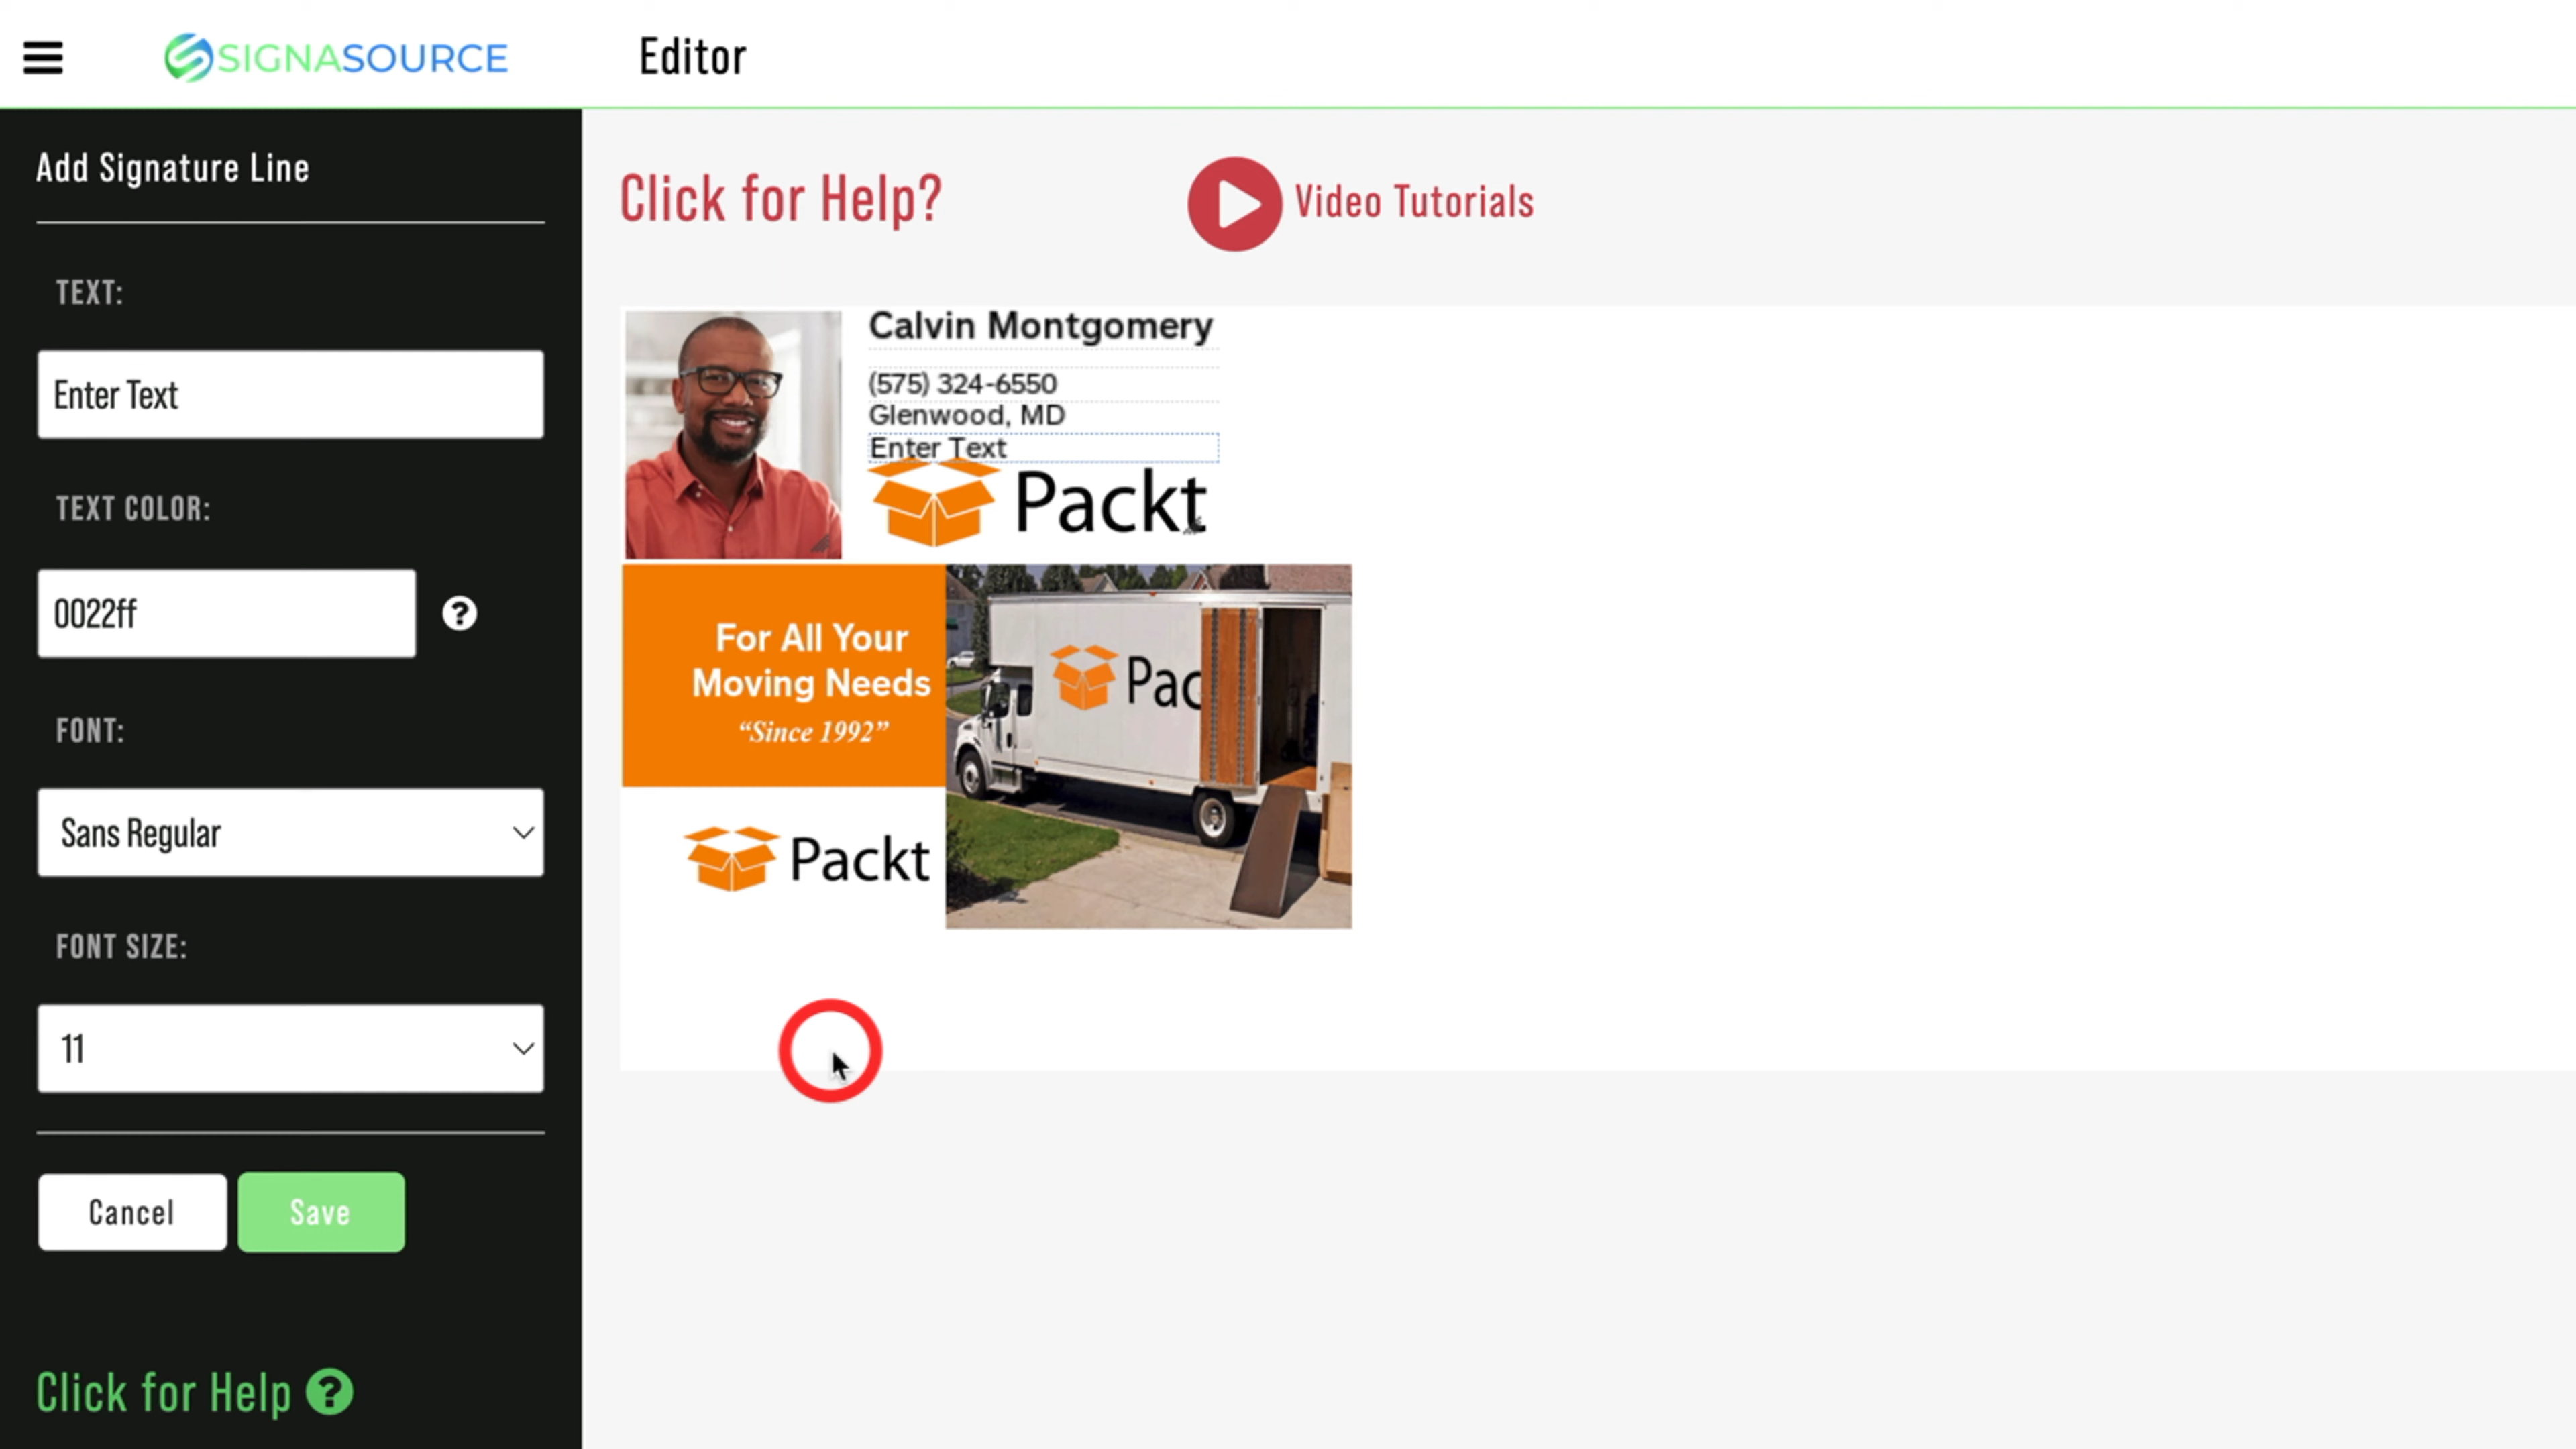 SIGNASOURCE
Editor
Add Signature Line
TEXT:
Enter Text
TEXT COLOR:
0022ff
?
FONT:
Sans Regular
FONT SIZE:
11
Cancel
Save
Click for Help ?
Click for Help?
Video Tutorials
Calvin Montgomery
(575) 324-6550
Glenwood, MD
Enter Text
Packt
For All Your
Moving Needs
“Since 1992”
Pac
Packt